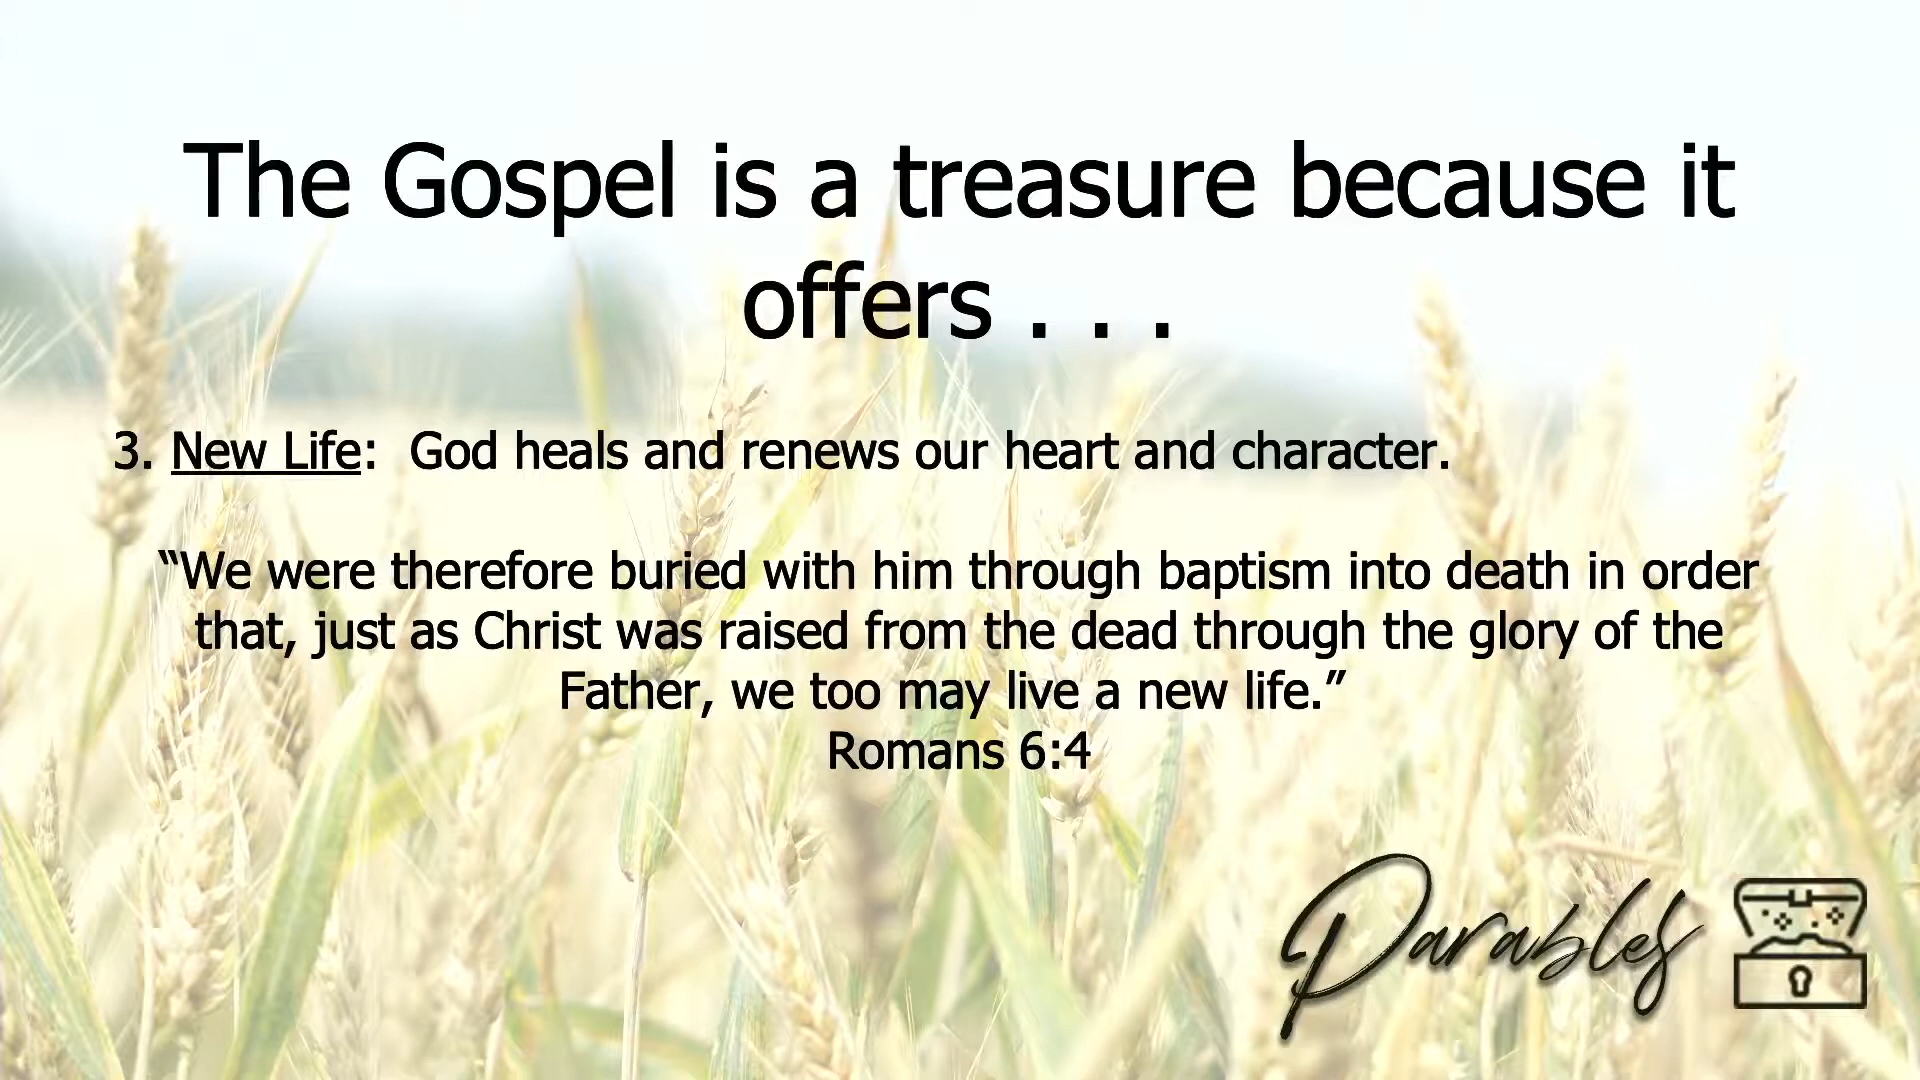 The Gospel is a treasure because it
offers . . .
3. New Life:  God heals and renews our heart and character.
“We were therefore buried with him through baptism into death in order
that, just as Christ was raised from the dead through the glory of the
Father, we too may live a new life.”
Romans 6:4
Parables